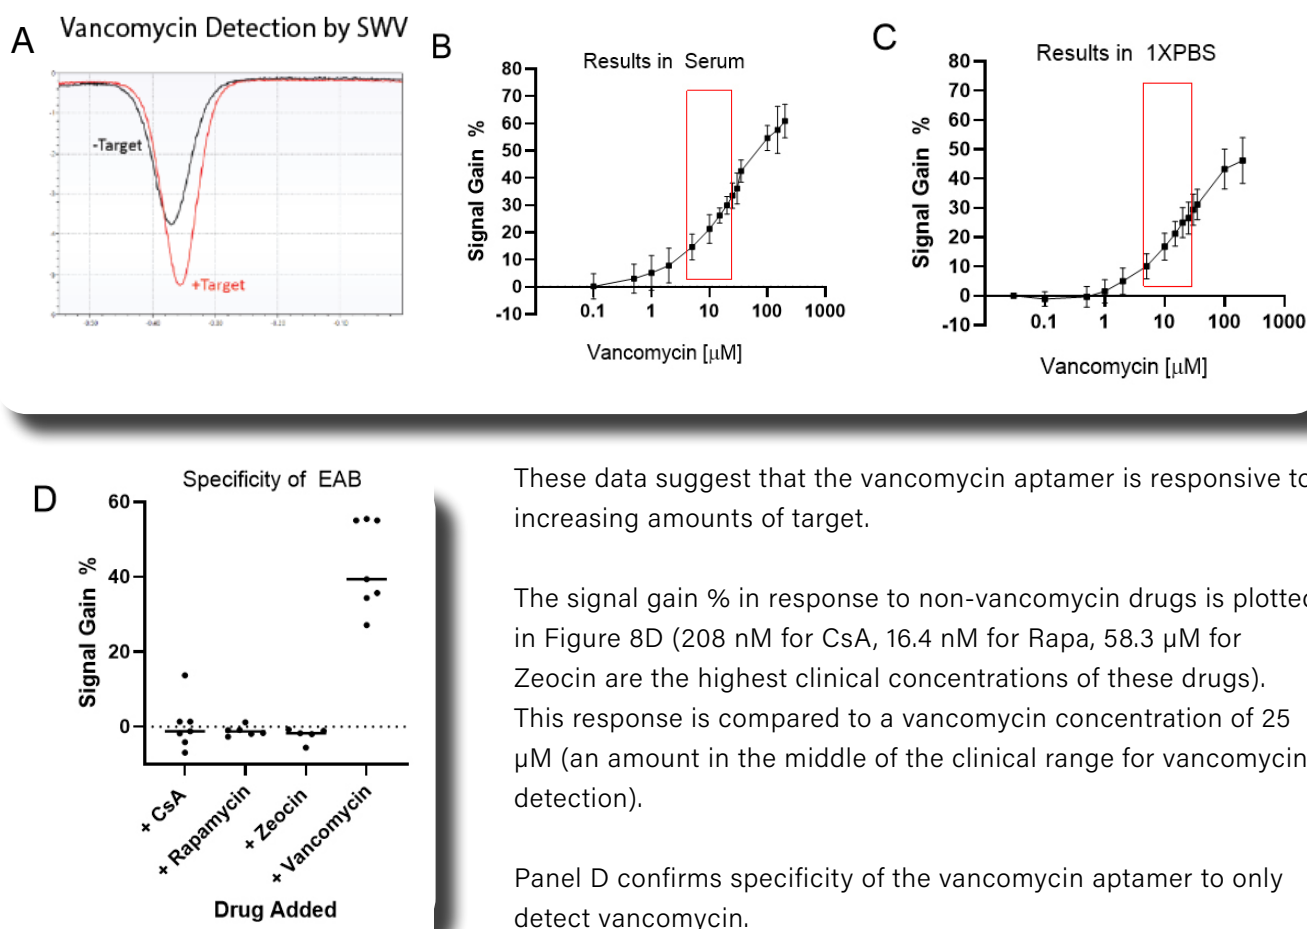 A
Vancomycin Detection by SWV
-Target
+Target
B
Results in Serum
Signal Gain %
80
70
60
50
40
30
20
10
0
-10
0.1
1
10
100
1000
Vancomycin [µM]
C
Results in 1XPBS
Signal Gain %
80
70
60
50
40
30
20
10
0
-10
0.1
1
10
100
1000
Vancomycin [µM]
D
Specificity of EAB
Signal Gain %
60
40
20
0
+ CsA
+ Rapamycin
+ Zeocin
+ Vancomycin
Drug Added
These data suggest that the vancomycin aptamer is responsive to
increasing amounts of target.
The signal gain % in response to non-vancomycin drugs is plotted
in Figure 8D (208 nM for CsA, 16.4 nM for Rapa, 58.3 µM for
Zeocin are the highest clinical concentrations of these drugs).
This response is compared to a vancomycin concentration of 25
µM (an amount in the middle of the clinical range for vancomycin
detection).
Panel D confirms specificity of the vancomycin aptamer to only
detect vancomycin.